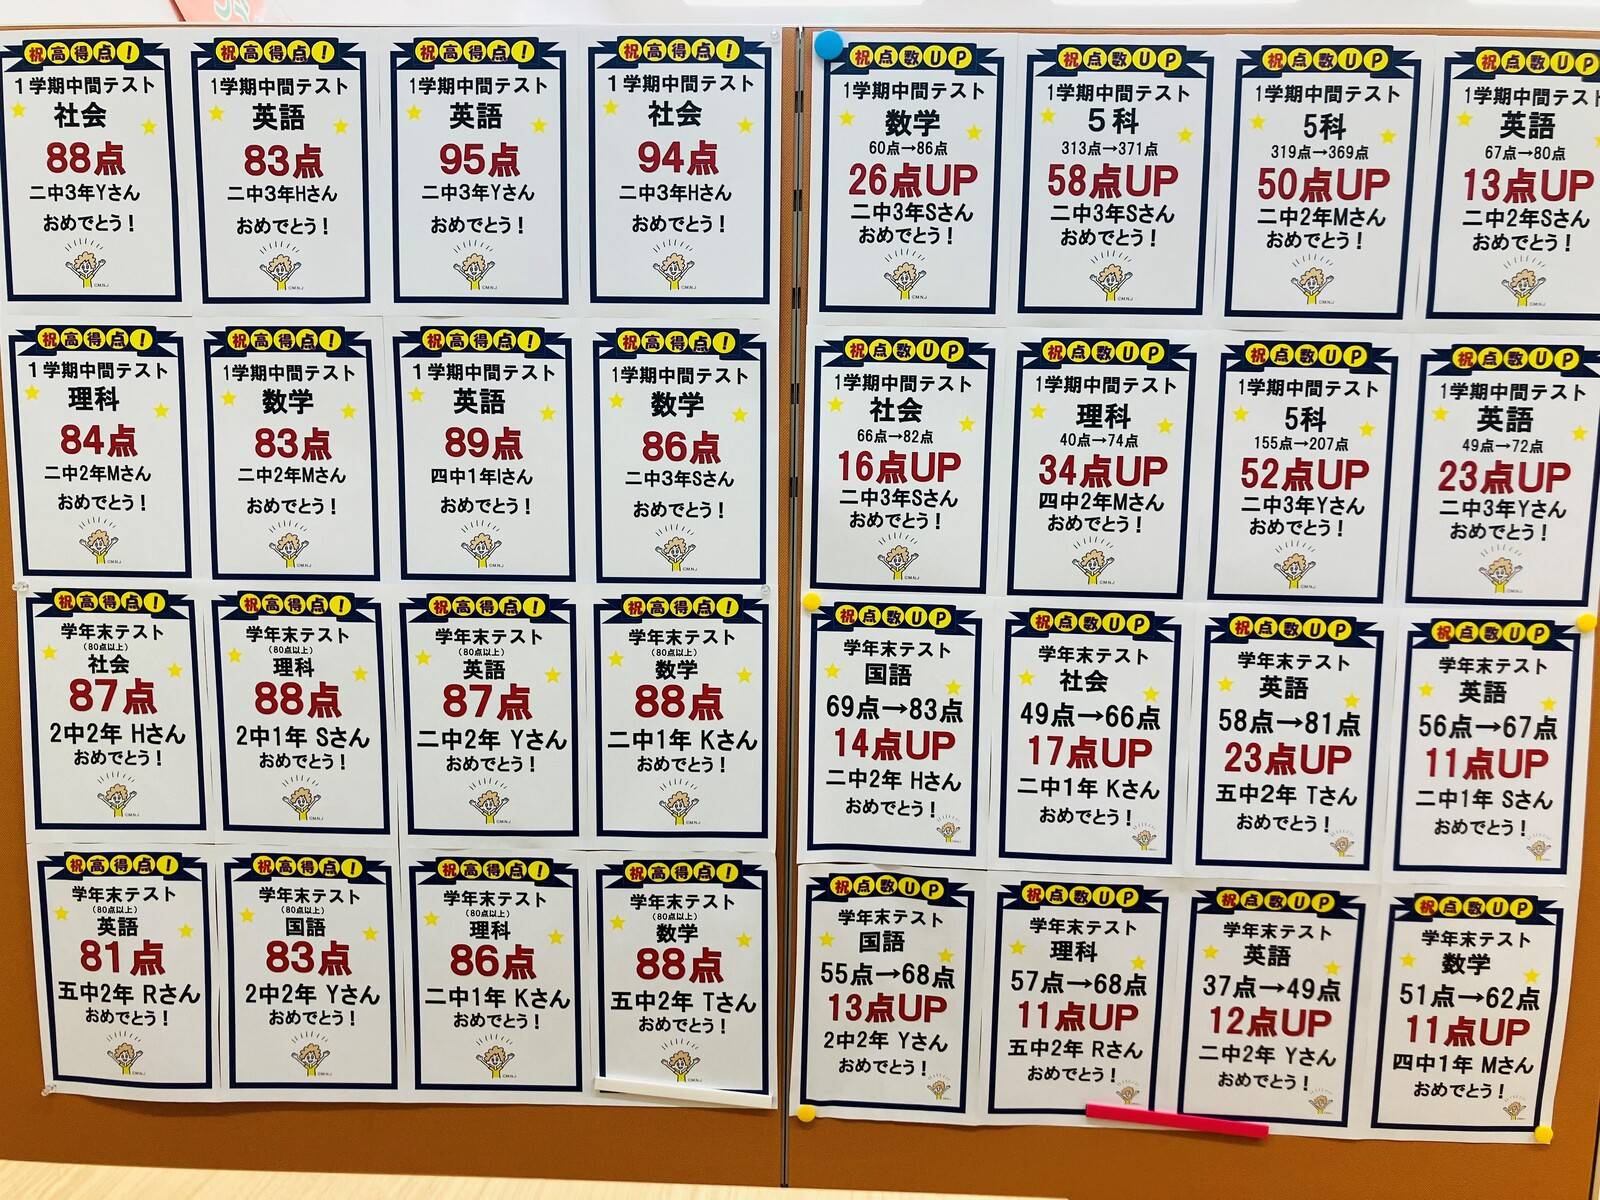 祝高得点！
1学期中間テスト
社会
88点
二中3年Yさん
おめでとう！
祝高得点！
1学期中間テスト
英語
83点
二中3年Hさん
おめでとう！
©M.N.J
祝高得点！
1学期中間テスト
英語
95点
二中3年Yさん
おめでとう！
©M.N.J
祝高得点！
1学期中間テスト
社会
94点
二中3年Hさん
おめでとう！
©M.N.J
祝高得点！
1学期中間テスト
理科
84点
二中2年Mさん
おめでとう！
祝高得点！
1学期中間テスト
数学
83点
二中2年Mさん
おめでとう！
©M.N.J
祝高得点！
1学期中間テスト
英語
89点
四中1年Iさん
おめでとう！
©M.N.J
祝高得点！
1学期中間テスト
数学
86点
二中3年Sさん
おめでとう！
©M.N.J
祝高得点！
学年末テスト
(80点以上)
社会
87点
2中2年 Hさん
おめでとう！
祝高得点！
学年末テスト
(80点以上)
理科
88点
2中1年 Sさん
おめでとう！
©M.N.J
祝高得点！
学年末テスト
(80点以上)
英語
87点
二中2年 Yさん
おめでとう！
©M.N.J
祝高得点！
学年末テスト
(80点以上)
数学
88点
二中1年 Kさん
おめでとう！
©M.N.J
祝高得点！
学年末テスト
(80点以上)
英語
81点
五中2年 Rさん
おめでとう！
祝高得点！
学年末テスト
(80点以上)
国語
83点
2中2年 Yさん
おめでとう！
©M.N.J
祝高得点！
学年末テスト
(80点以上)
理科
86点
二中1年 Kさん
おめでとう！
©M.N.J
祝高得点！
学年末テスト
(80点以上)
数学
88点
五中2年 Tさん
おめでとう！
©M.N.J
祝点数UP
1学期中間テスト
数学
60点→86点
26点UP
二中3年Sさん
おめでとう！
©M.N.J
祝点数UP
1学期中間テスト
5科
313点→371点
58点UP
二中3年Sさん
おめでとう！
©M.N.J
祝点数UP
1学期中間テスト
5科
319点→369点
50点UP
二中2年Mさん
おめでとう！
©M.N.J
祝点数UP
1学期中間テスト
英語
67点→80点
13点UP
二中2年Sさん
おめでとう！
©M.N.J
祝点数UP
1学期中間テスト
社会
66点→82点
16点UP
二中3年Sさん
おめでとう！
©M.N.J
祝点数UP
1学期中間テスト
理科
40点→74点
34点UP
四中2年Mさん
おめでとう！
©M.N.J
祝点数UP
1学期中間テスト
5科
155点→207点
52点UP
二中3年Yさん
おめでとう！
©M.N.J
祝点数UP
1学期中間テスト
英語
49点→72点
23点UP
二中3年Yさん
おめでとう！
©M.N.J
祝点数UP
学年末テスト
国語
69点→83点
14点UP
二中2年 Hさん
おめでとう！
祝点数UP
学年末テスト
社会
49点→66点
17点UP
二中1年 Kさん
おめでとう！
祝点数UP
学年末テスト
英語
58点→81点
23点UP
五中2年 Tさん
おめでとう！
祝点数UP
学年末テスト
英語
56点→67点
11点UP
二中1年 Sさん
おめでとう！
祝点数UP
学年末テスト
国語
55点→68点
13点UP
2中2年 Yさん
おめでとう！
祝点数UP
学年末テスト
理科
57点→68点
11点UP
五中2年 Rさん
おめでとう！
祝点数UP
学年末テスト
英語
37点→49点
12点UP
二中2年 Yさん
おめでとう！
祝点数UP
学年末テスト
数学
51点→62点
11点UP
四中1年 Mさん
おめでとう！